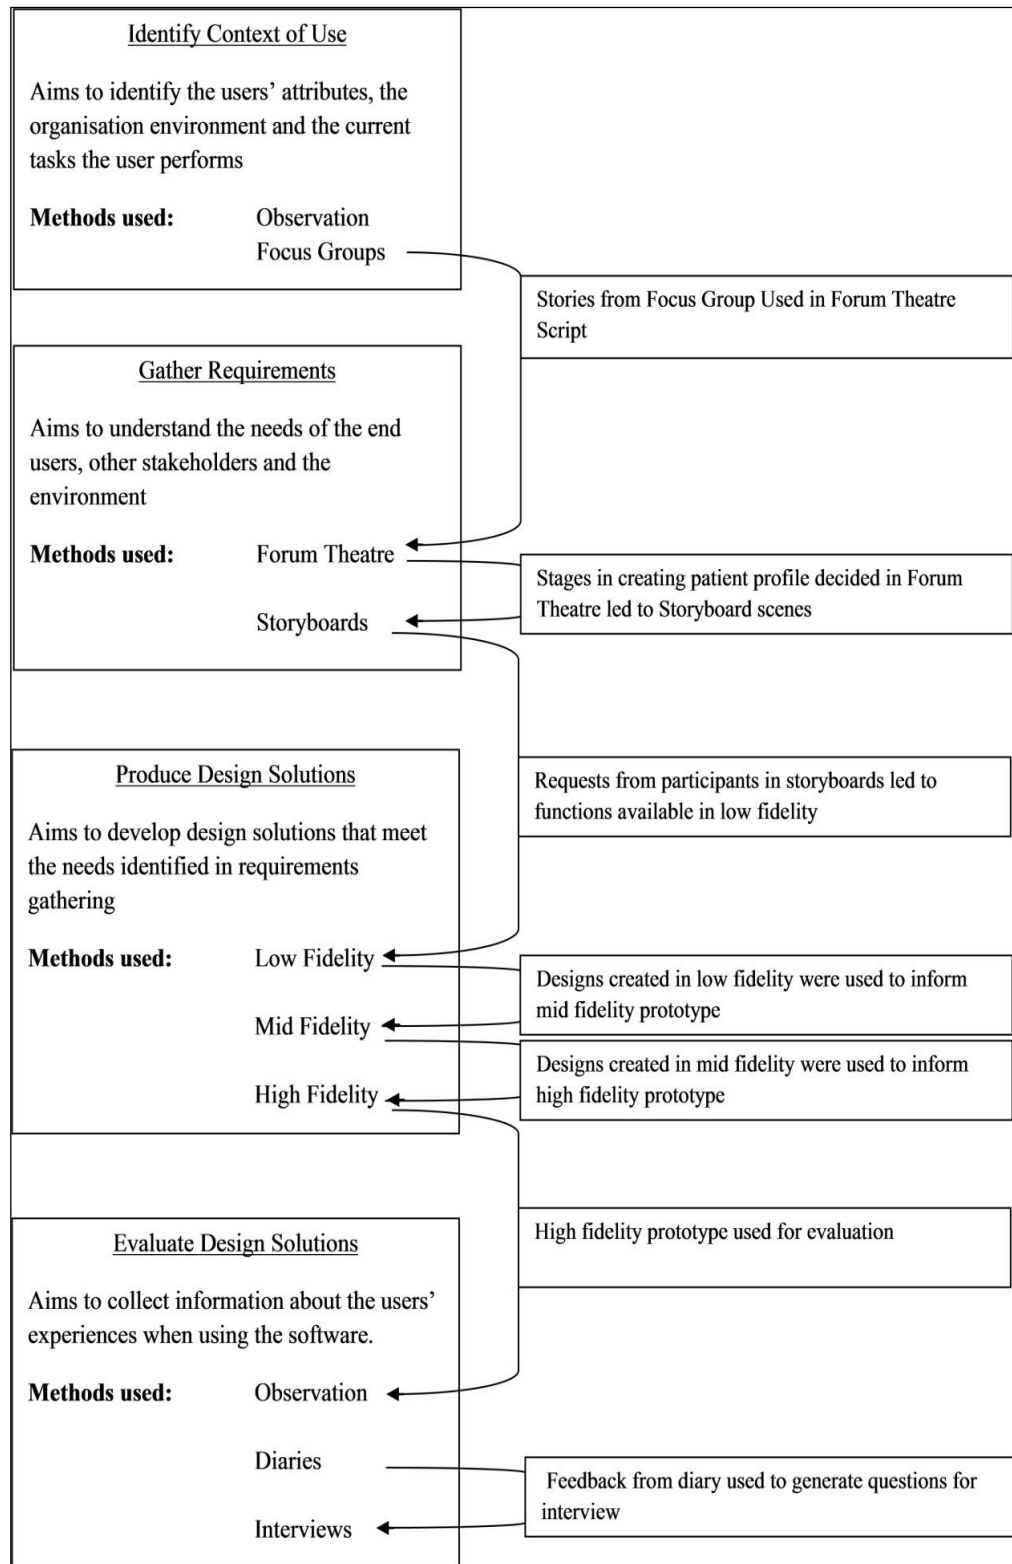 Identify Context of Use
Aims to identify the users’ attributes, the
organisation environment and the current
tasks the user performs
Methods used: Observation
Focus Groups
Stories from Focus Group Used in Forum Theatre
Script
Gather Requirements
Aims to understand the needs of the end
users, other stakeholders and the
environment
Methods used: Forum Theatre
Stages in creating patient profile decided in Forum
Theatre led to Storyboard scenes
Storyboards
Produce Design Solutions
Requests from participants in storyboards led to
functions available in low fidelity
Aims to develop design solutions that meet
the needs identified in requirements
gathering
Methods used: Low Fidelity
Designs created in low fidelity were used to inform
mid fidelity prototype
Mid Fidelity
Designs created in mid fidelity were used to inform
high fidelity prototype
High Fidelity
High fidelity prototype used for evaluation
Evaluate Design Solutions
Aims to collect information about the users’
experiences when using the software.
Methods used: Observation
Diaries
Feedback from diary used to generate questions for
interview
Interviews